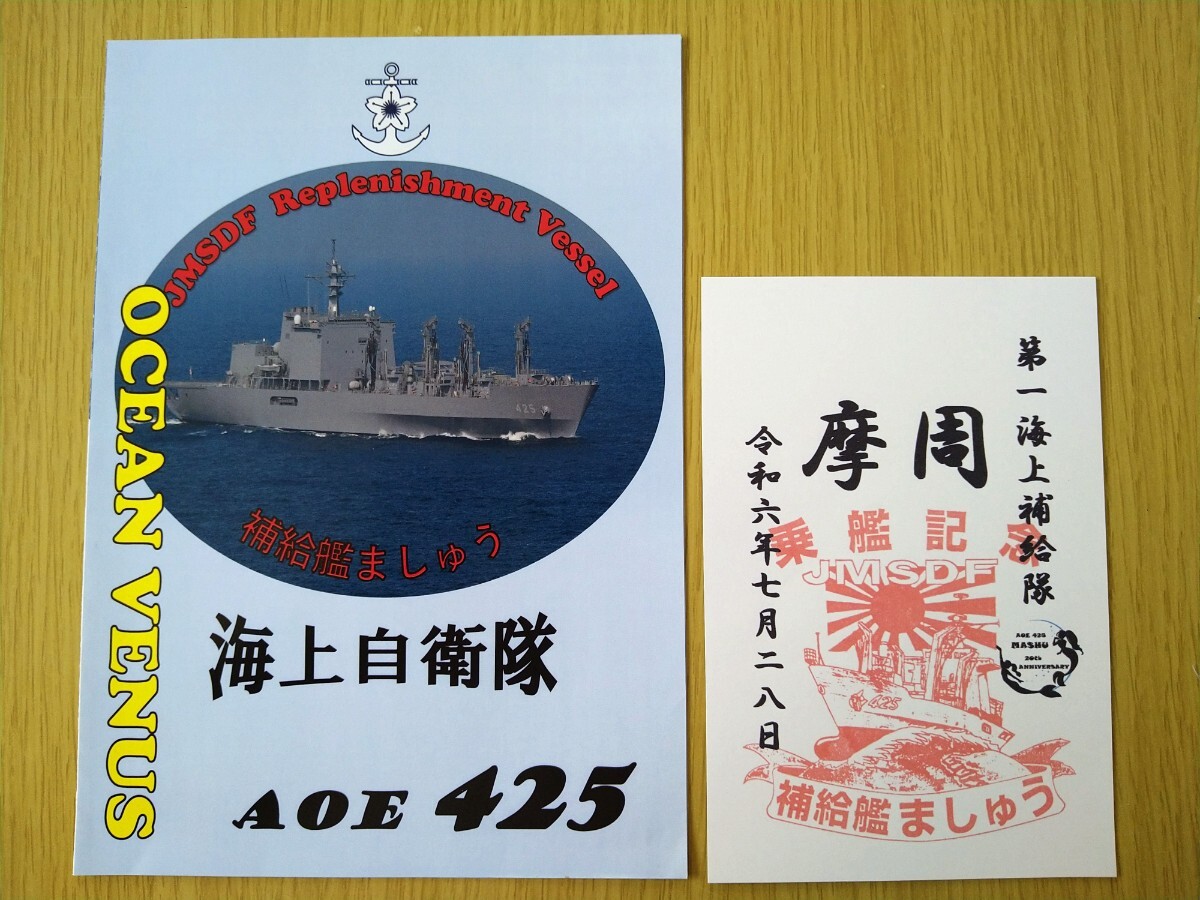 JMSDF Replenishment Vessel
OCEAN VENUS
425
補給艦ましゅう
海上自衛隊
AOE 425
第一海上補給隊
摩周
令和六年七月二八日
乗艦記念
JMSDF
425
AOE 425
MASHU
20th
ANNIVERSARY
補給艦ましゅう